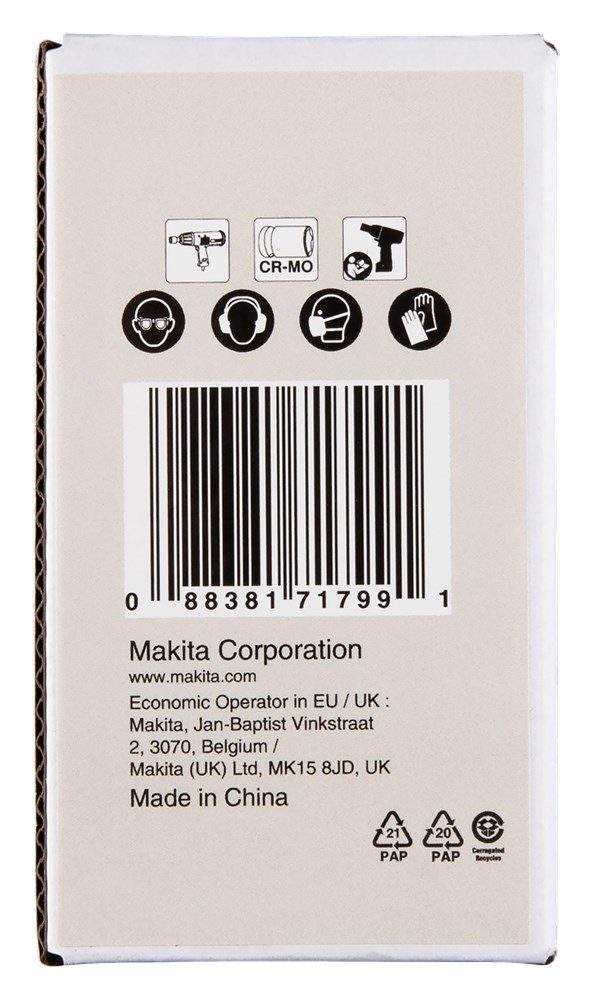 CR-MO
0 88381 71799 1
Makita Corporation
www.makita.com
Economic Operator in EU / UK :
Makita, Jan-Baptist Vinkstraat
2, 3070, Belgium /
Makita (UK) Ltd, MK15 8JD, UK
Made in China
21 20
PAP PAP Corrugated
Recycles